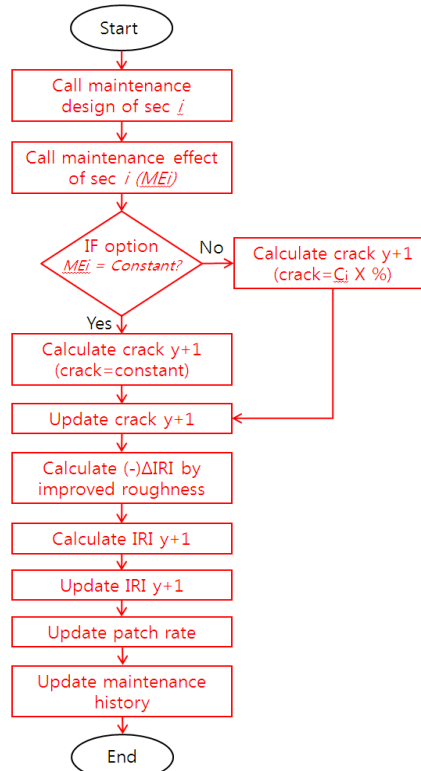 Start
Call maintenance
design of sec i
Call maintenance effect
of sec i (MEi)
IF option
MEi = Constant?
No
Calculate crack y+1
(crack=Ci X %)
Yes
Calculate crack y+1
(crack=constant)
Update crack y+1
Calculate (-)ΔIRI by
improved roughness
Calculate IRI y+1
Update IRI y+1
Update patch rate
Update maintenance
history
End